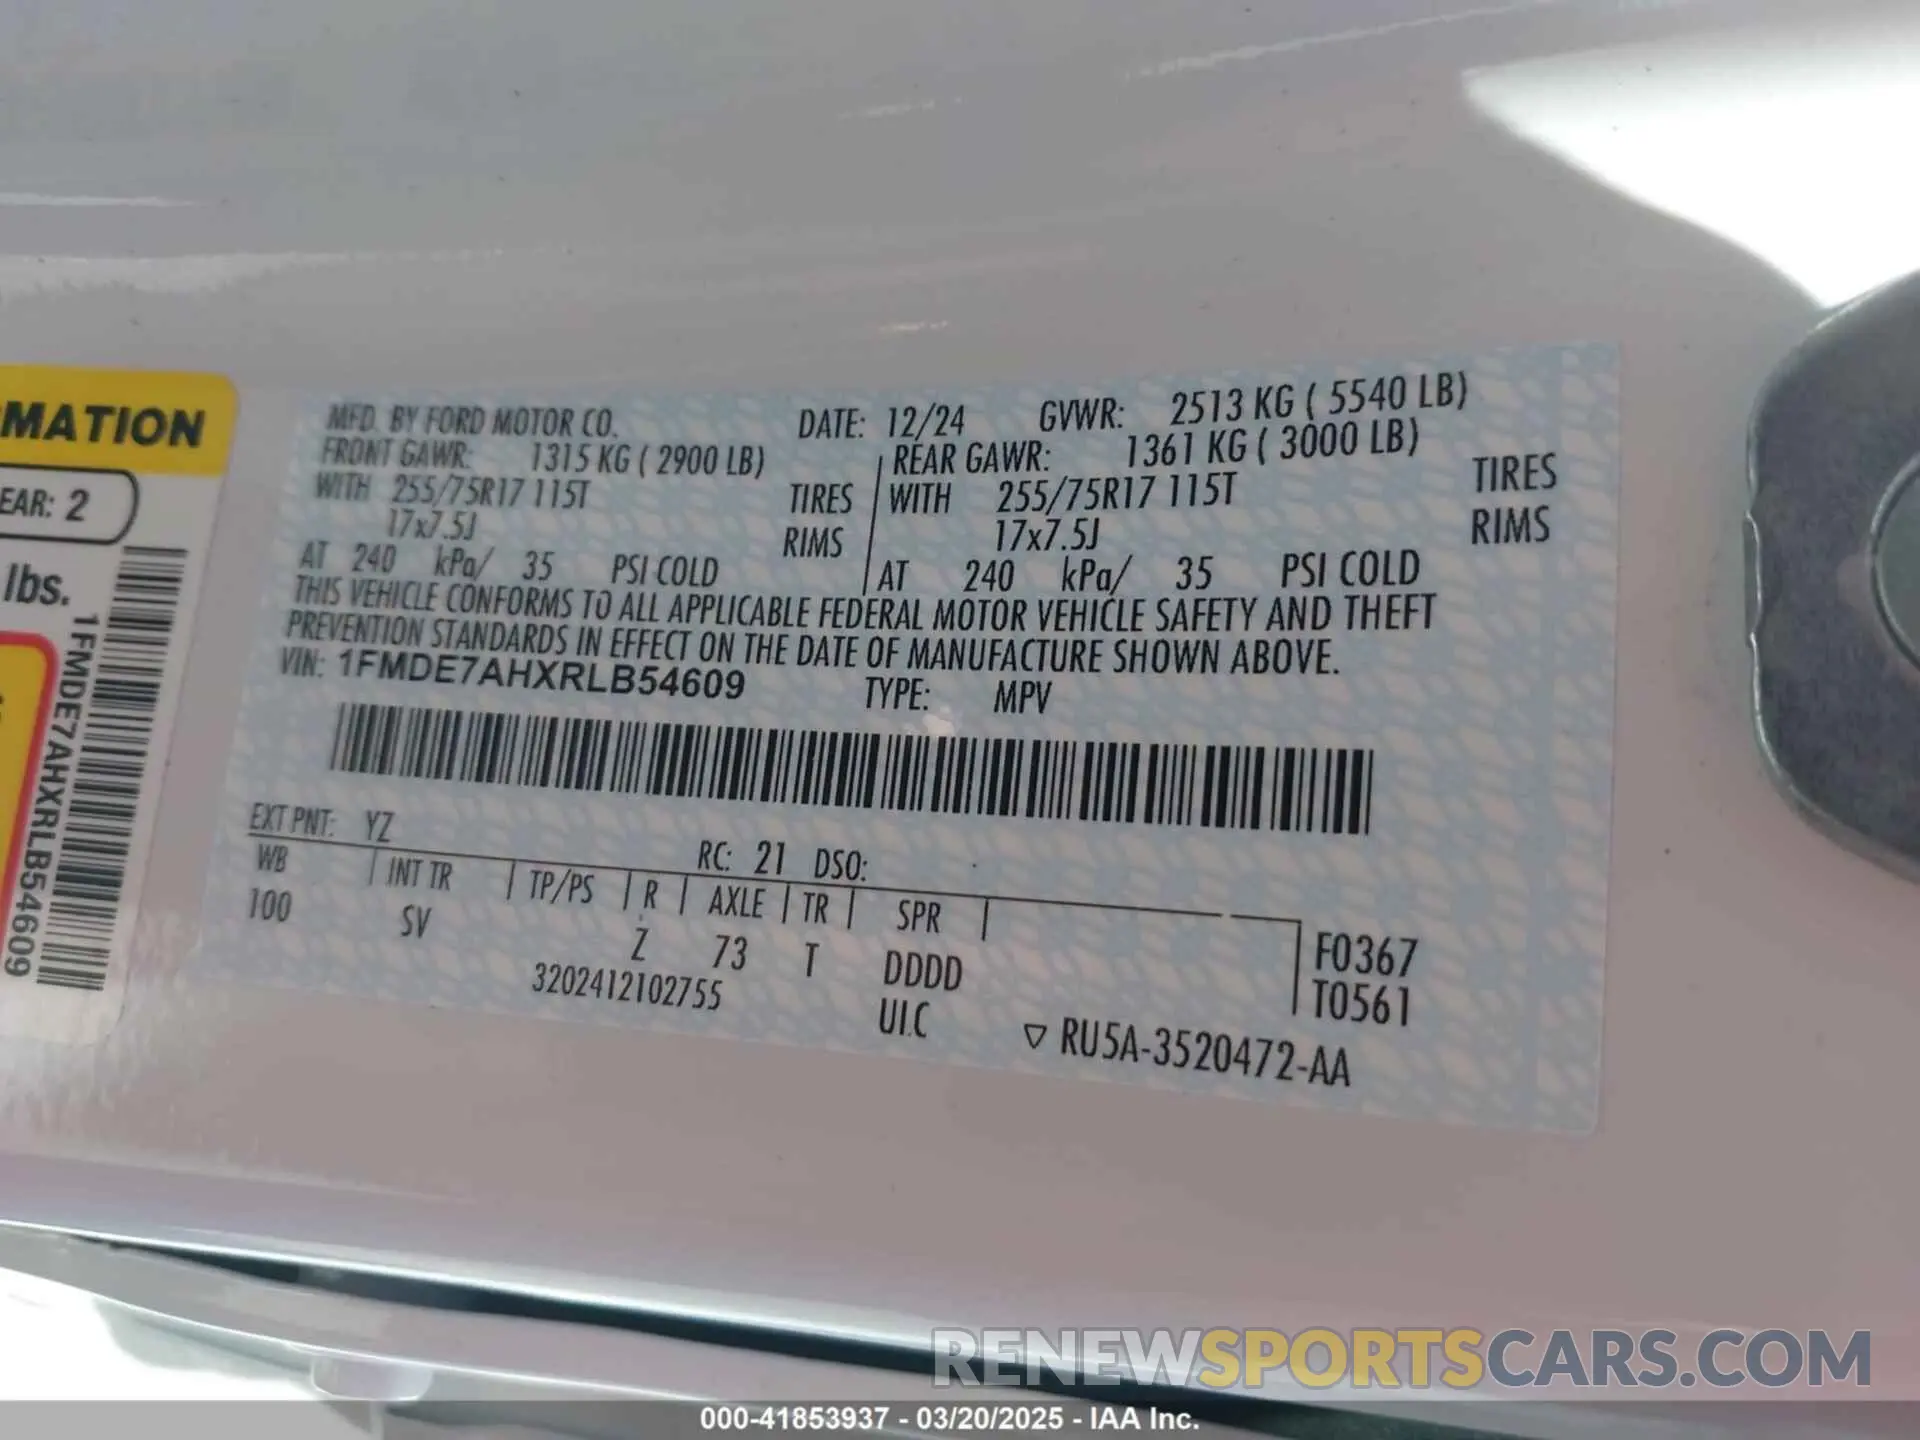 MATION
EAR: 2
lbs.
1FMDE7AHXRLB54609
MFD. BY FORD MOTOR CO. DATE: 12/24 GVWR: 2513 KG ( 5540 LB)
FRONT GAWR: 1315 KG ( 2900 LB) REAR GAWR: 1361 KG ( 3000 LB)
WITH 255/75R17 115T TIRES WITH 255/75R17 115T TIRES
17x7.5J RIMS 17x7.5J RIMS
AT 240 kPa/ 35 PSI COLD AT 240 kPa/ 35 PSI COLD
THIS VEHICLE CONFORMS TO ALL APPLICABLE FEDERAL MOTOR VEHICLE SAFETY AND THEFT
PREVENTION STANDARDS IN EFFECT ON THE DATE OF MANUFACTURE SHOWN ABOVE.
VIN: 1FMDE7AHXRLB54609 TYPE: MPV
EXT PNT: YZ RC: 21 DSO:
WB INT TR TP/PS R AXLE TR SPR
100 SV Z 73 T DDDD F0367
3202412102755 UI.C T0561
▽ RU5A-3520472-AA
RENEWSPORTSCARS.COM
000-41853937 - 03/20/2025 - IAA Inc.